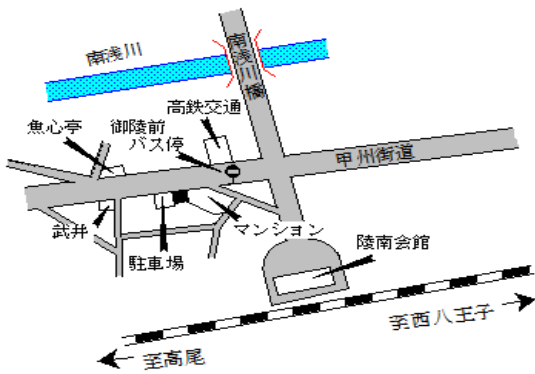 南浅川
南浅川橋
高鉄交通
魚心亭
御陵前
バス停
甲州街道
武井
マンション
駐車場
陵南会館
至西八王子
至高尾